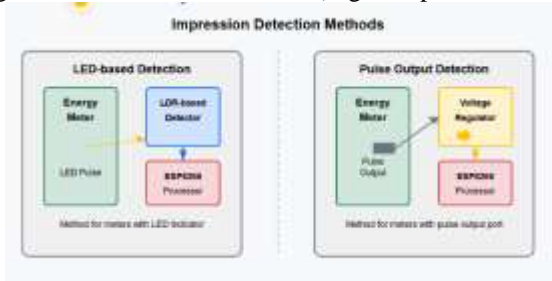 Impression Detection Methods
LED-based Detection
Energy
Meter
LED Pulse
LDR-based
Detector
ESP8266
Processor
Method for meters with LED Indicator
Pulse Output Detection
Energy
Meter
Pulse
Output
Voltage
Regulator
ESP8266
Processor
Method for meters with pulse output port